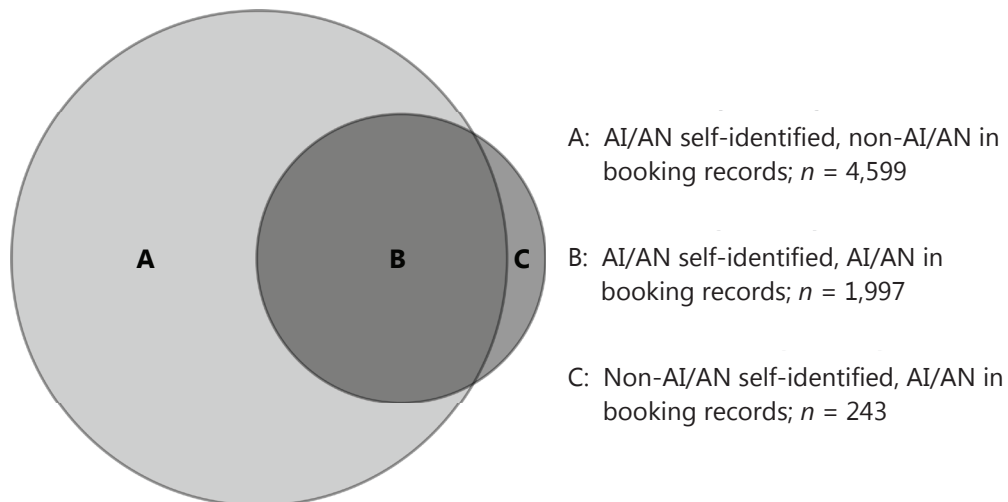 A
B
C
A: AI/AN self-identified, non-AI/AN in
booking records; n = 4,599
B: AI/AN self-identified, AI/AN in
booking records; n = 1,997
C: Non-AI/AN self-identified, AI/AN in
booking records; n = 243